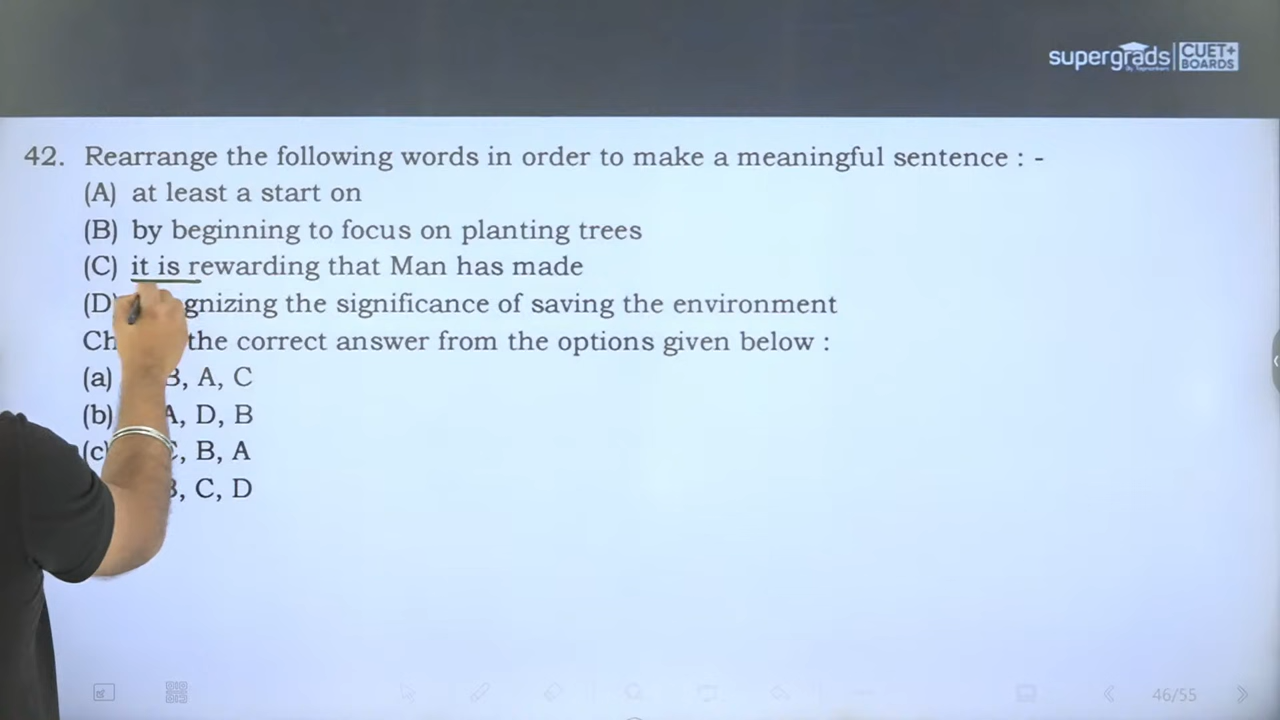 supergrads CUET+
By Toprankers BOARDS
42. Rearrange the following words in order to make a meaningful sentence : -
(A) at least a start on
(B) by beginning to focus on planting trees
(C) it is rewarding that Man has made
(D) gnizing the significance of saving the environment
Ch the correct answer from the options given below :
(a) B, A, C
(b) A, D, B
(c) C, B, A
B, C, D
46/55